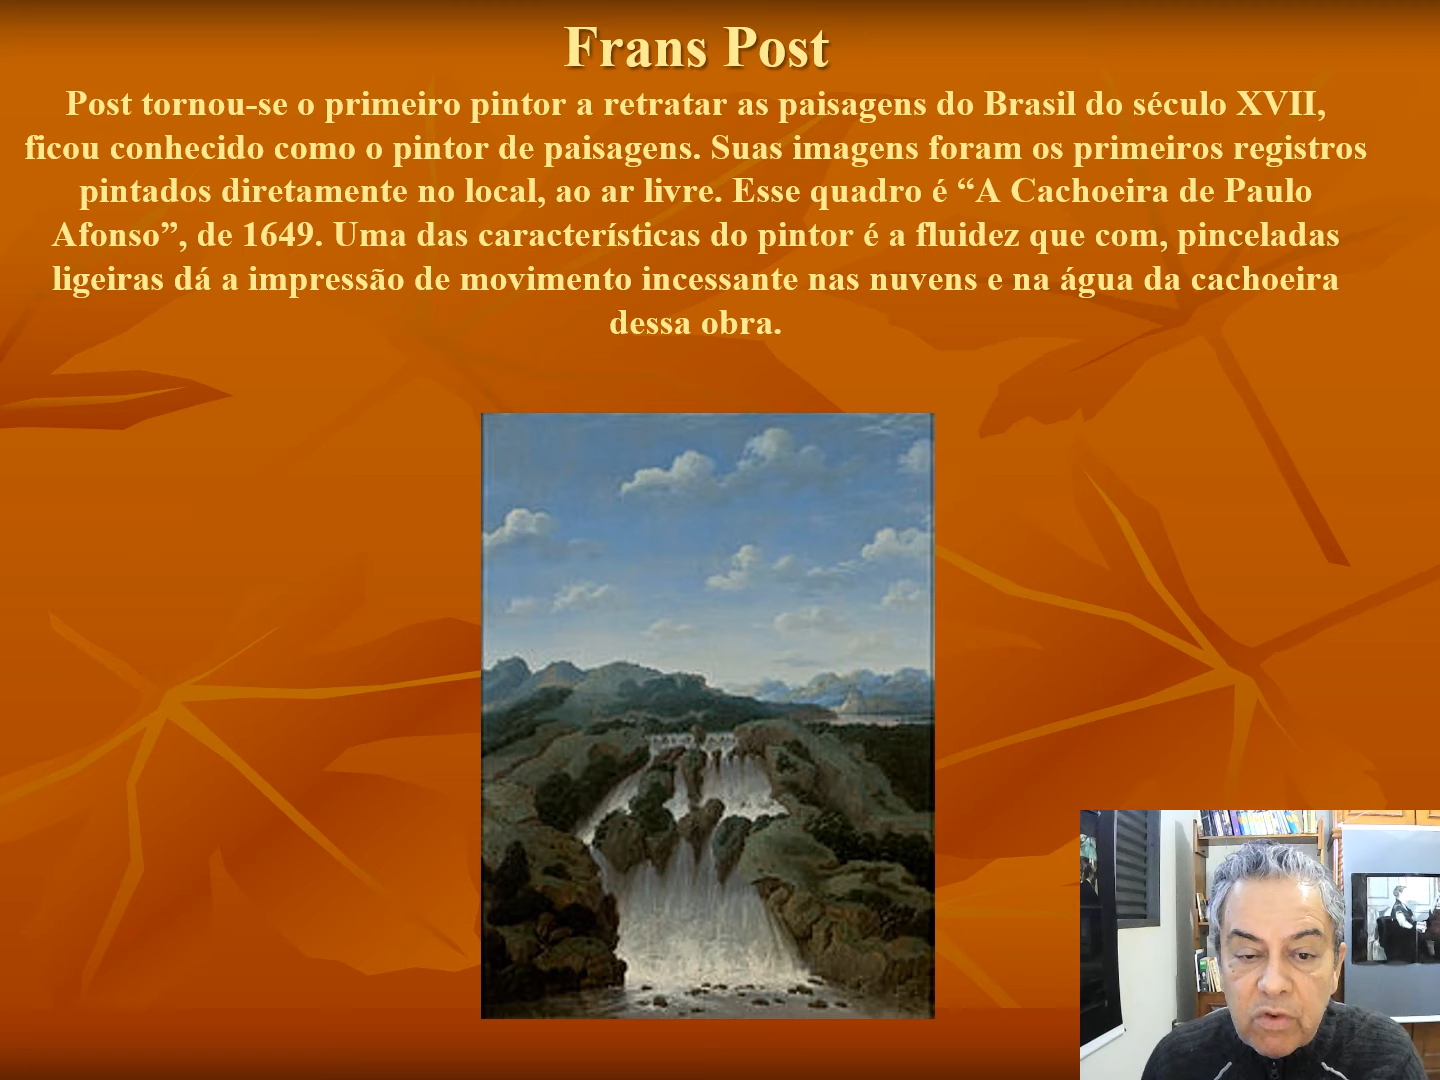 Frans Post
Post tornou-se o primeiro pintor a retratar as paisagens do Brasil do século XVII,
ficou conhecido como o pintor de paisagens. Suas imagens foram os primeiros registros
pintados diretamente no local, ao ar livre. Esse quadro é “A Cachoeira de Paulo
Afonso”, de 1649. Uma das características do pintor é a fluidez que com, pinceladas
ligeiras dá a impressão de movimento incessante nas nuvens e na água da cachoeira
dessa obra.